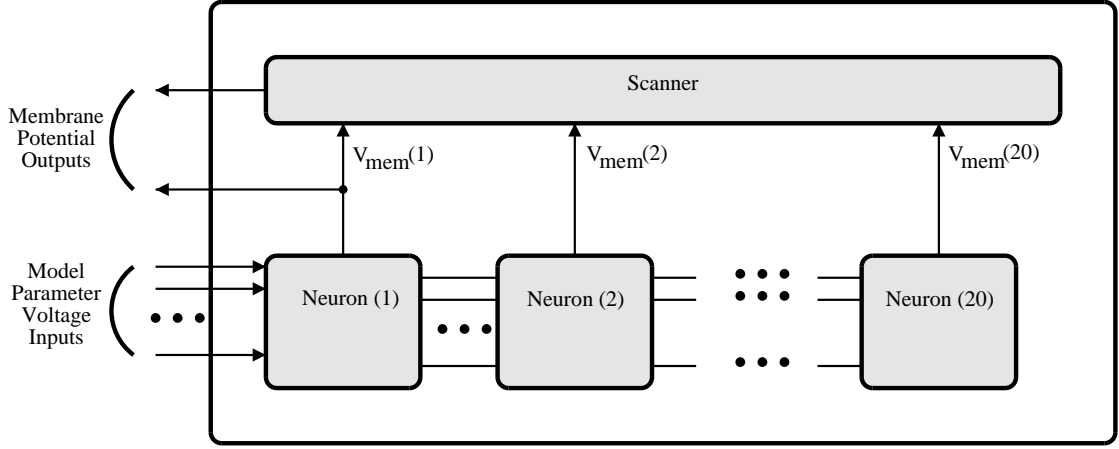 Scanner
Membrane
Potential
Outputs
Vmem(1)
Vmem(2)
Vmem(20)
Model
Parameter
Voltage
Inputs
Neuron (1)
Neuron (2)
Neuron (20)